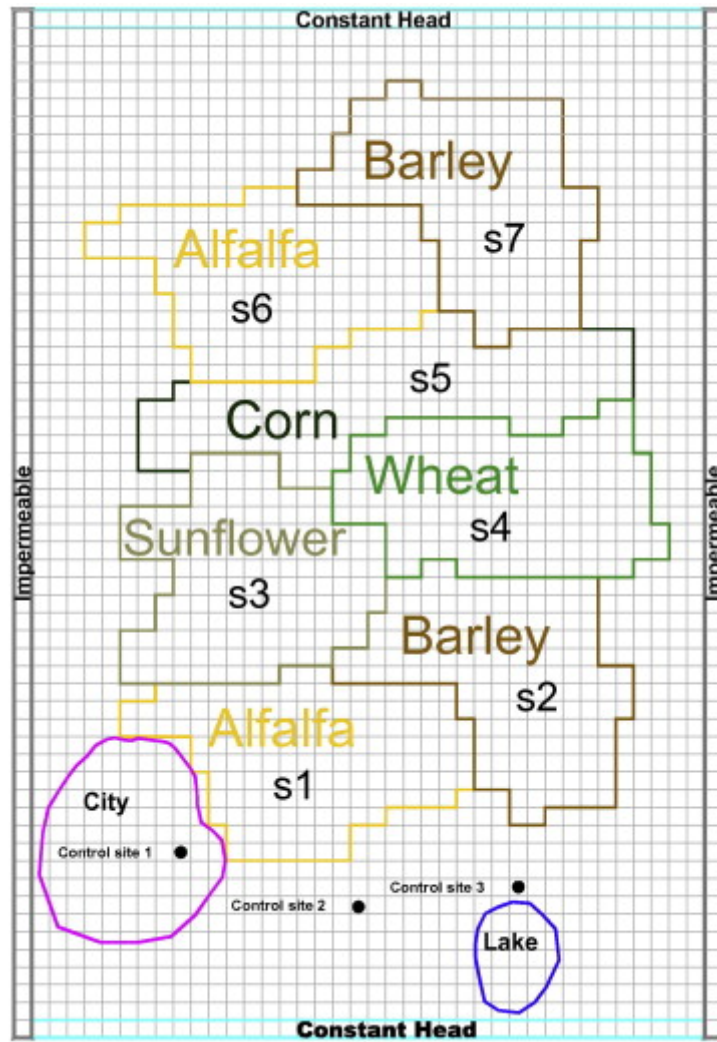 Constant Head
Barley
s7
Alfalfa
s6
s5
Corn
Wheat
s4
Impermeable
Impermeable
Sunflower
s3
Barley
s2
Alfalfa
s1
City
Control site 1
Control site 3
Control site 2
Lake
Constant Head